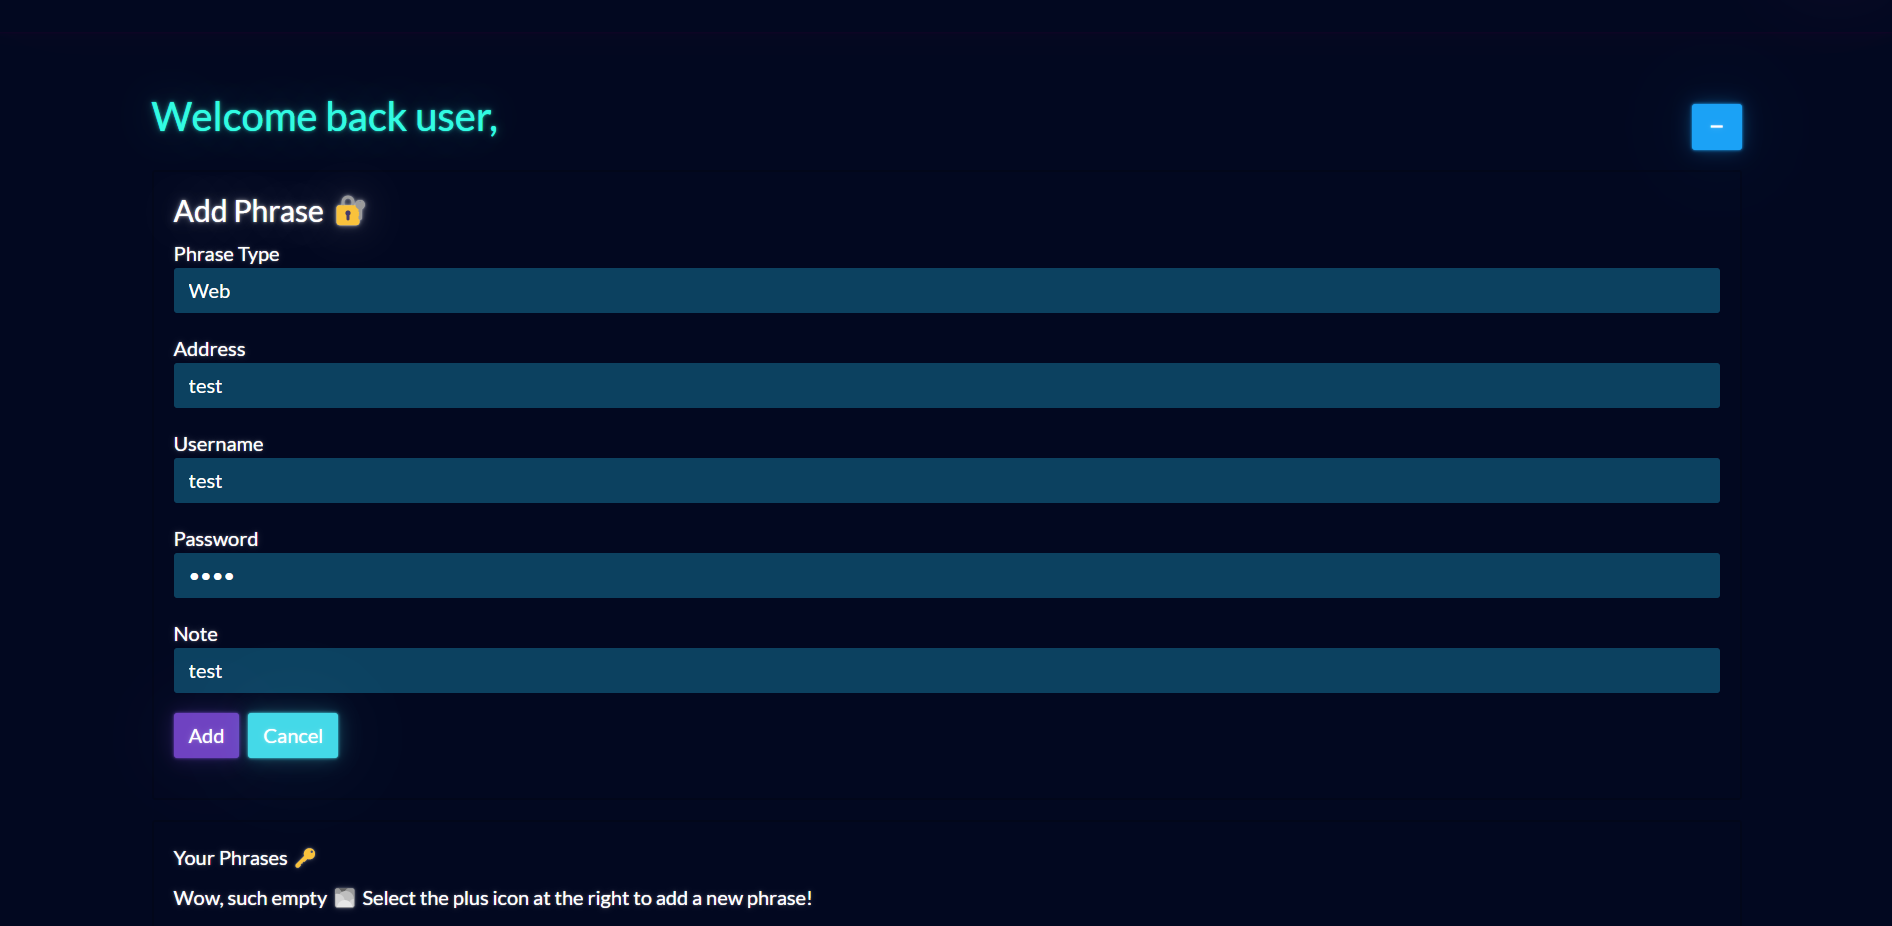 Welcome back user,
–
Add Phrase 🔐
Phrase Type
Web
Address
test
Username
test
Password
••••
Note
test
Add Cancel
Your Phrases 🔑
Wow, such empty Select the plus icon at the right to add a new phrase!